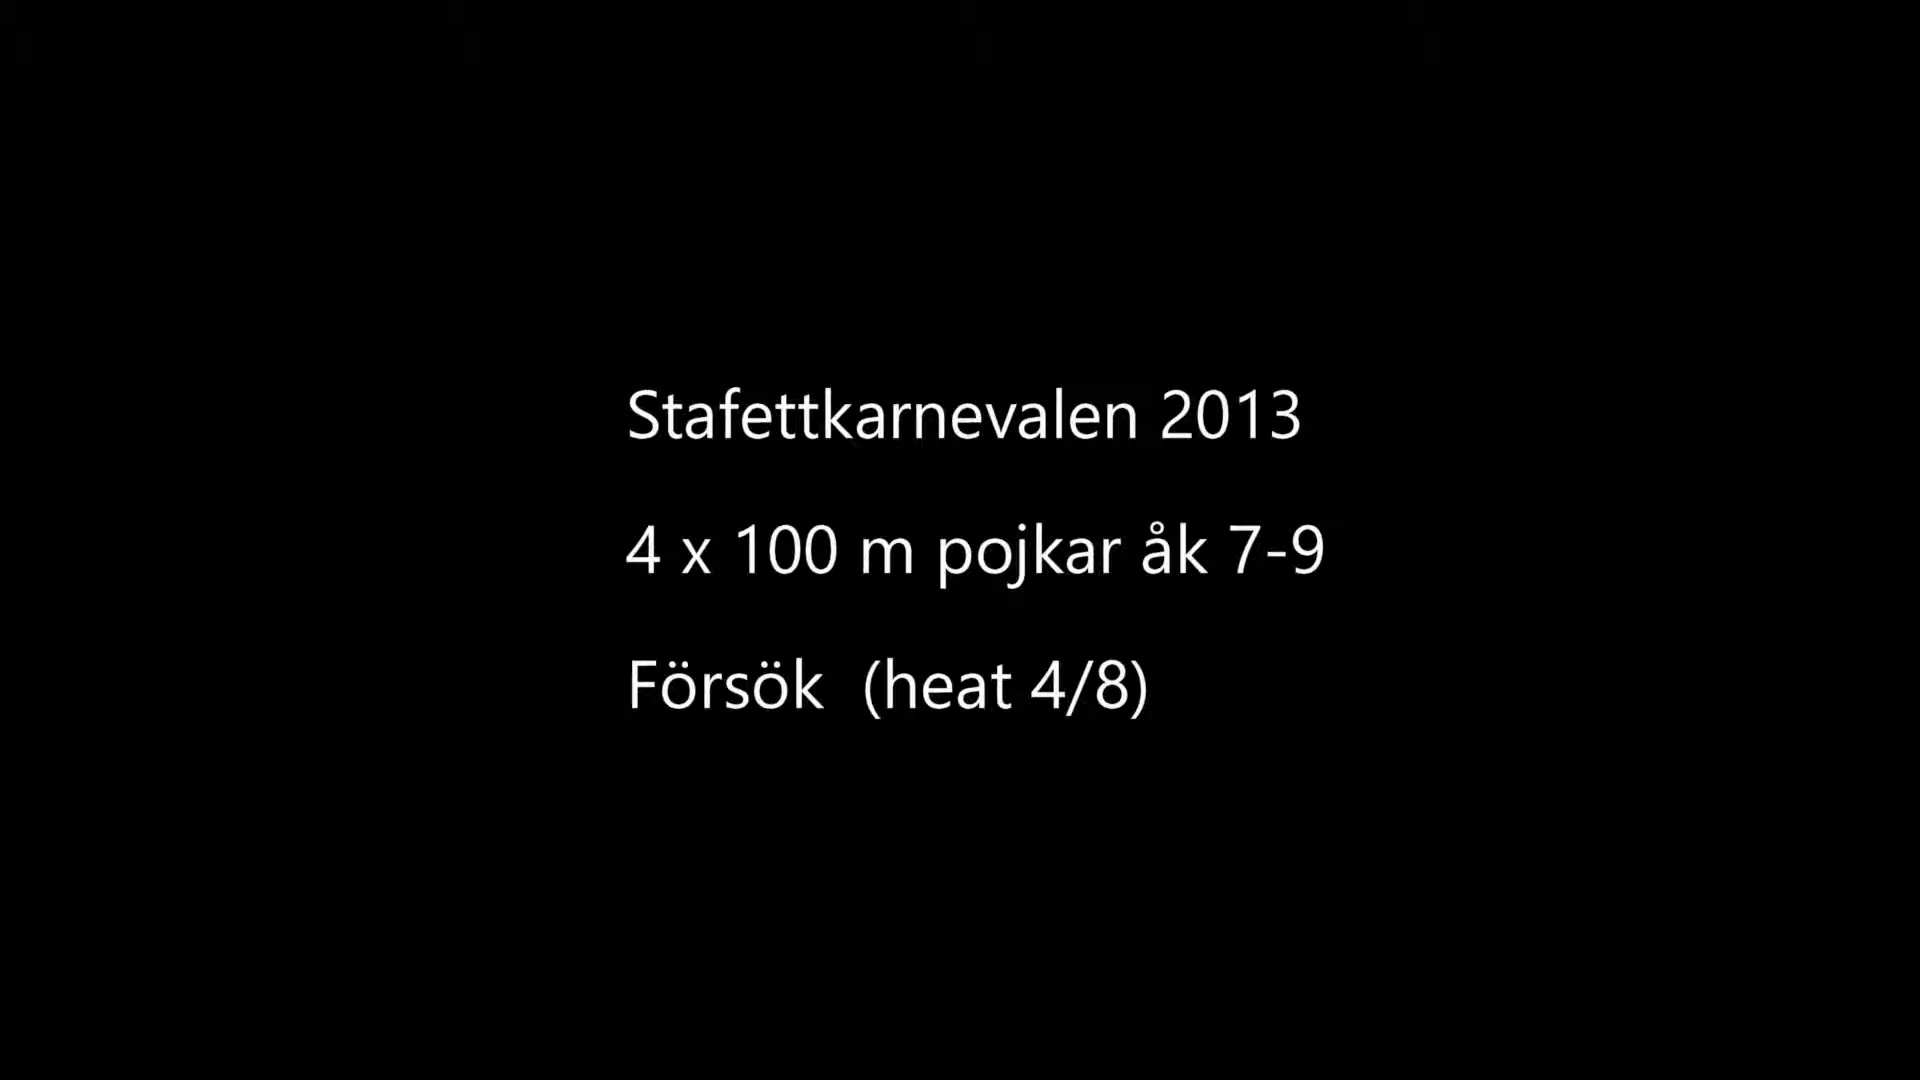 Stafettkarnevalen 2013
4 x 100 m pojkar åk 7-9
Försök  (heat 4/8)